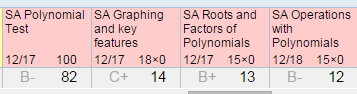 SA Polynomial Test
12/17 100
B- 82
SA Graphing and key features
12/17 18×0
C+ 14
SA Roots and Factors of Polynomials
12/17 15×0
B+ 13
SA Operations with Polynomials
12/18 15×0
B- 12